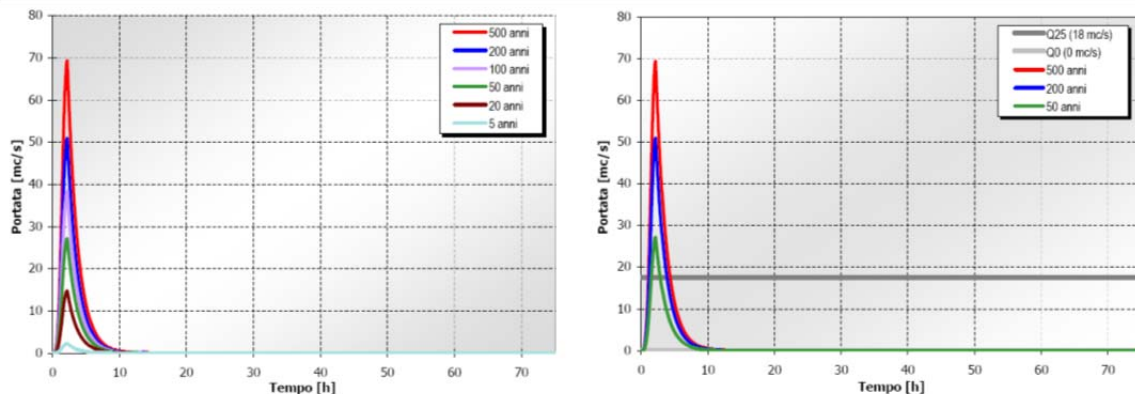 80
70
60
50
40
30
20
10
0
Portata [mc/s]
500 anni
200 anni
100 anni
50 anni
20 anni
5 anni
0 10 20 30 40 50 60 70
Tempo [h]
80
70
60
50
40
30
20
10
0
Portata [mc/s]
Q25 (18 mc/s)
Q0 (0 mc/s)
500 anni
200 anni
50 anni
0 10 20 30 40 50 60 70
Tempo [h]